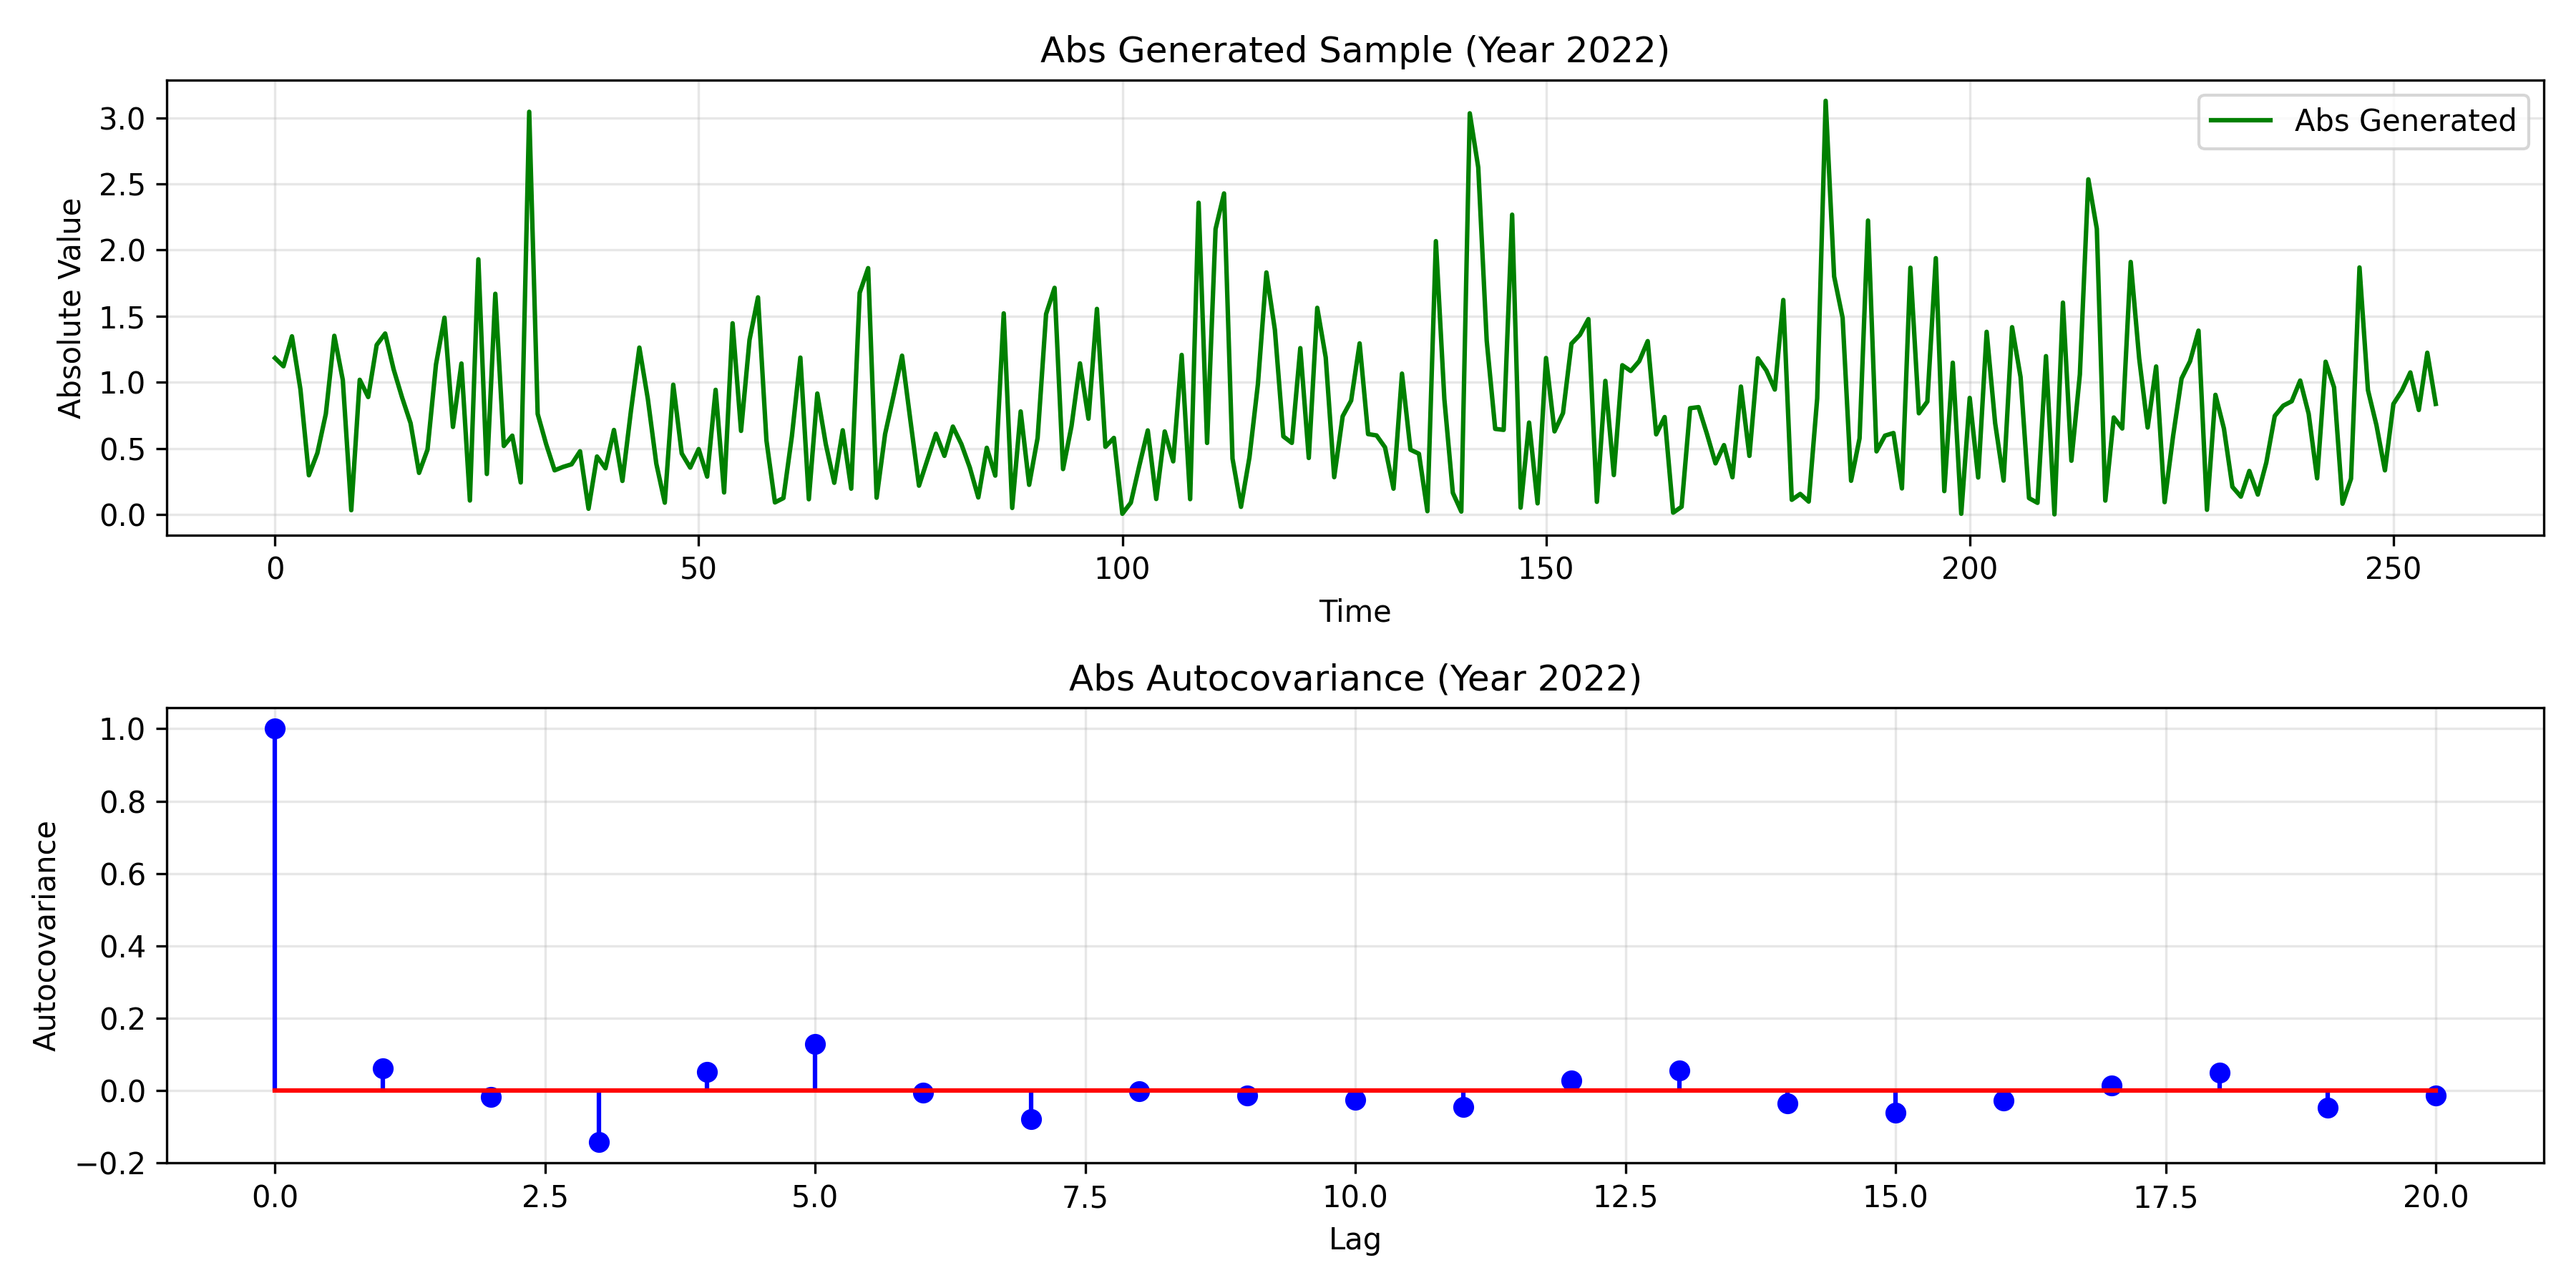 Abs Generated Sample (Year 2022)
3.0
2.5
2.0
1.5
1.0
0.5
0.0
Absolute Value
Abs Generated
0 50 100 150 200 250
Time
Abs Autocovariance (Year 2022)
1.0
0.8
0.6
0.4
0.2
0.0
−0.2
Autocovariance
0.0 2.5 5.0 7.5 10.0 12.5 15.0 17.5 20.0
Lag